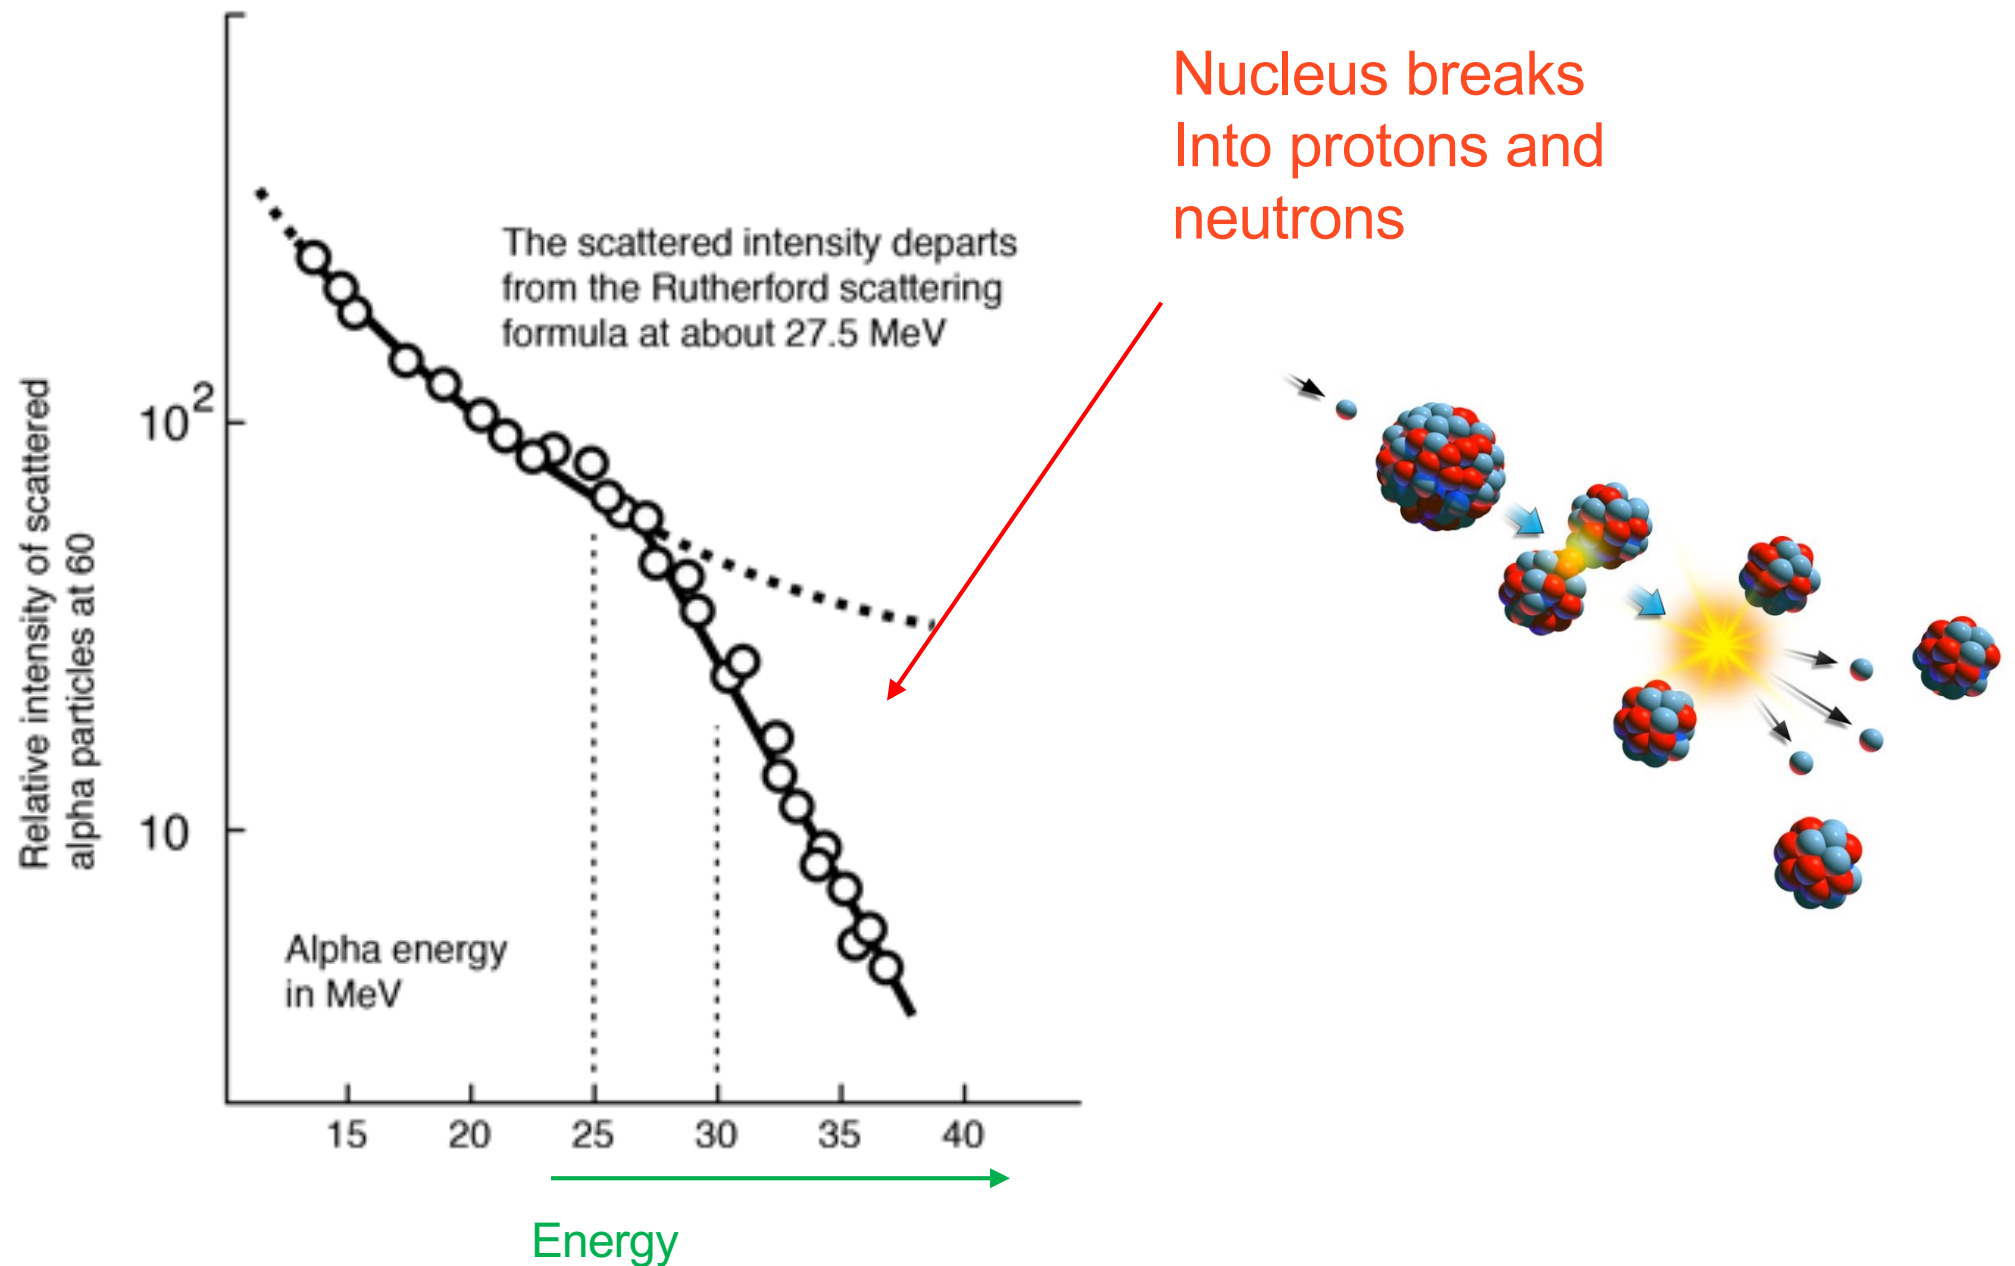 Nucleus breaks
Into protons and
neutrons
The scattered intensity departs
from the Rutherford scattering
formula at about 27.5 MeV
Relative intensity of scattered
alpha particles at 60
10²
10
Alpha energy
in MeV
15 20 25 30 35 40
Energy